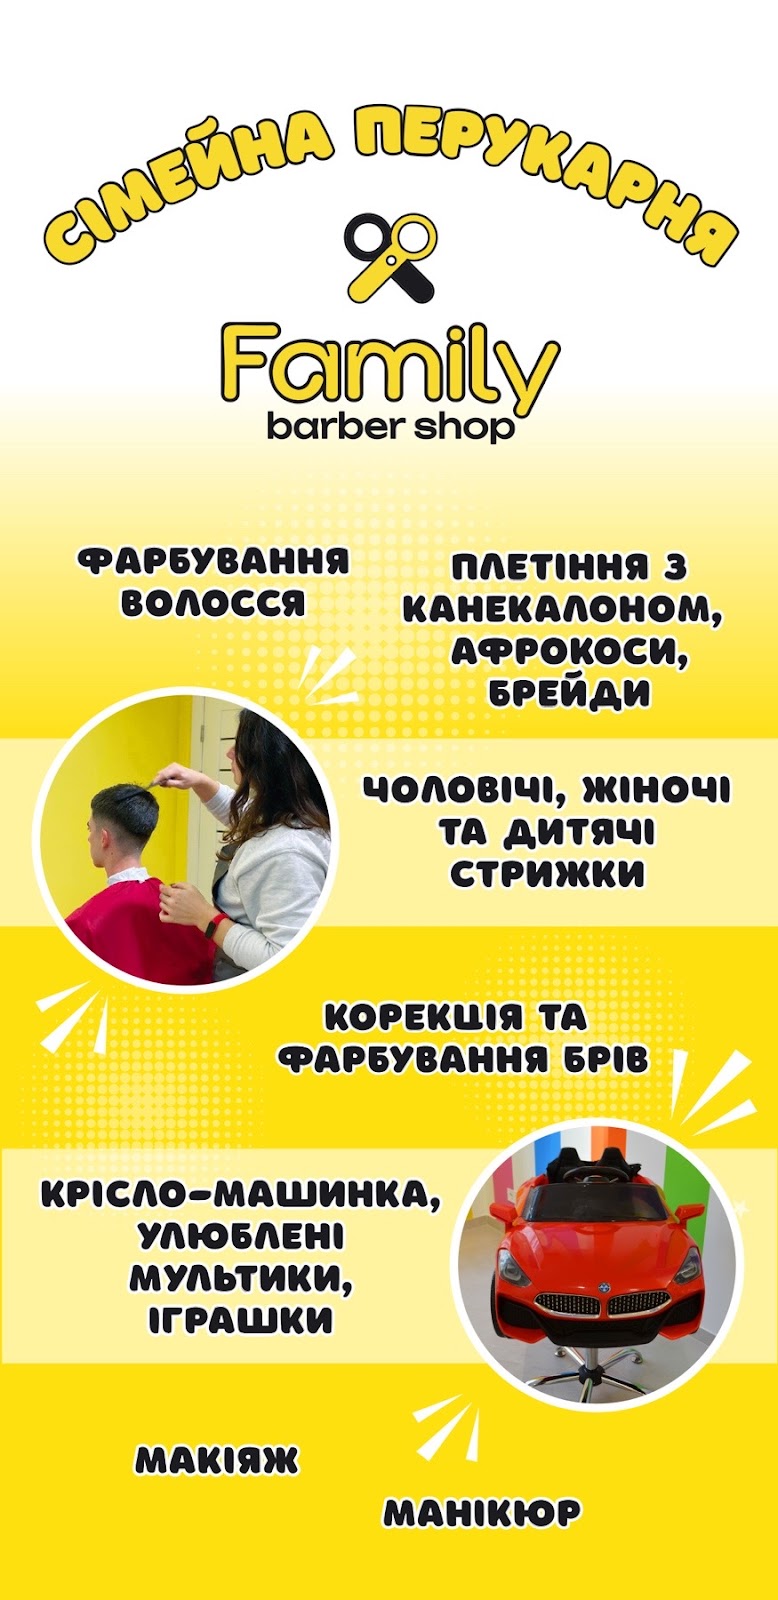 СІМЕЙНА ПЕРУКАРНЯ
Family
barber shop
ФАРБУВАННЯ
ВОЛОССЯ
ПЛЕТІННЯ З
КАНЕКАЛОНОМ,
АФРОКОСИ,
БРЕЙДИ
ЧОЛОВІЧІ, ЖІНОЧІ
ТА ДИТЯЧІ
СТРИЖКИ
КОРЕКЦІЯ ТА
ФАРБУВАННЯ БРІВ
КРІСЛО-МАШИНКА,
УЛЮБЛЕНІ
МУЛЬТИКИ,
ІГРАШКИ
МАКІЯЖ
МАНІКЮР